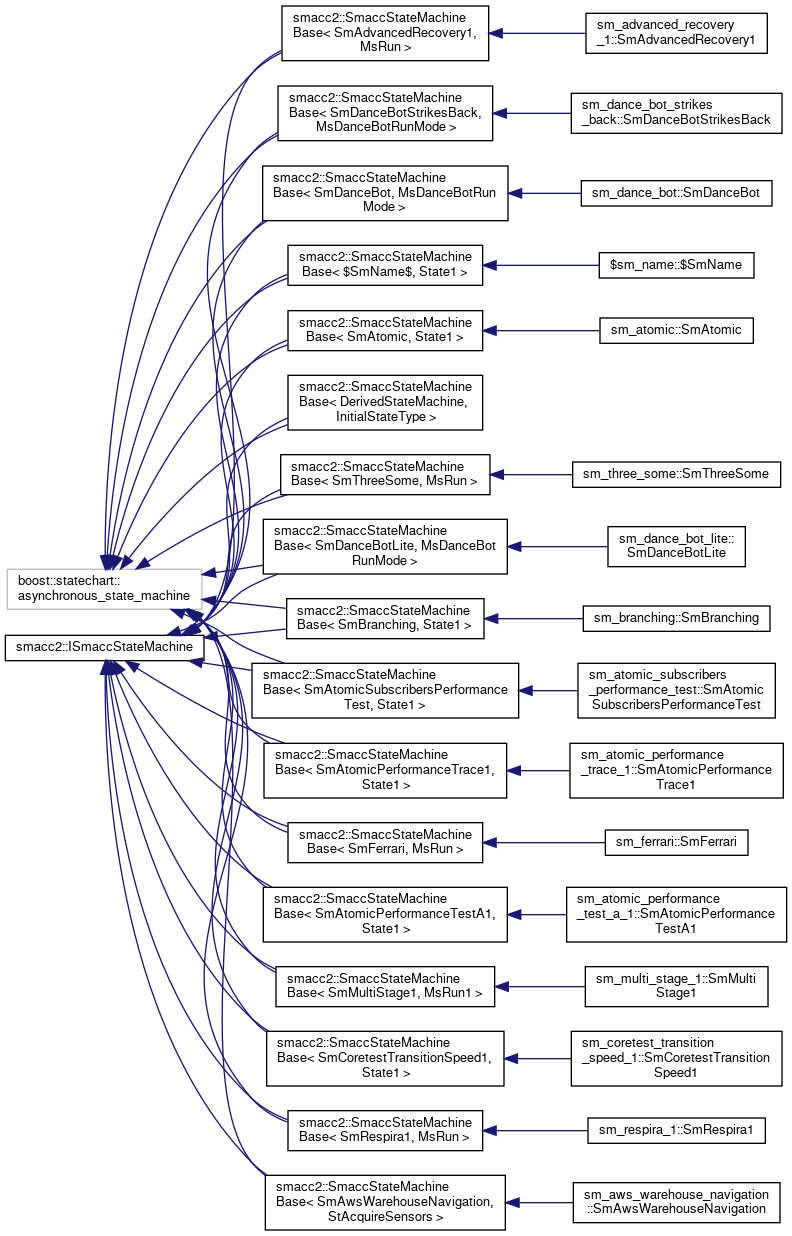 smacc2::SmaccStateMachine
Base< SmAdvancedRecovery1,
MsRun >
sm_advanced_recovery
_1::SmAdvancedRecovery1
smacc2::SmaccStateMachine
Base< SmDanceBotStrikesBack,
MsDanceBotRunMode >
sm_dance_bot_strikes
_back::SmDanceBotStrikesBack
smacc2::SmaccStateMachine
Base< SmDanceBot, MsDanceBotRun
Mode >
sm_dance_bot::SmDanceBot
smacc2::SmaccStateMachine
Base< $SmName$, State1 >
$sm_name::$SmName
smacc2::SmaccStateMachine
Base< SmAtomic, State1 >
sm_atomic::SmAtomic
smacc2::SmaccStateMachine
Base< DerivedStateMachine,
InitialStateType >
smacc2::SmaccStateMachine
Base< SmThreeSome, MsRun >
sm_three_some::SmThreeSome
smacc2::SmaccStateMachine
Base< SmDanceBotLite, MsDanceBot
RunMode >
sm_dance_bot_lite::
SmDanceBotLite
boost::statechart::
asynchronous_state_machine
smacc2::SmaccStateMachine
Base< SmBranching, State1 >
sm_branching::SmBranching
smacc2::ISmaccStateMachine
smacc2::SmaccStateMachine
Base< SmAtomicSubscribersPerformance
Test, State1 >
sm_atomic_subscribers
_performance_test::SmAtomic
SubscribersPerformanceTest
smacc2::SmaccStateMachine
Base< SmAtomicPerformanceTrace1,
State1 >
sm_atomic_performance
_trace_1::SmAtomicPerformance
Trace1
smacc2::SmaccStateMachine
Base< SmFerrari, MsRun >
sm_ferrari::SmFerrari
smacc2::SmaccStateMachine
Base< SmAtomicPerformanceTestA1,
State1 >
sm_atomic_performance
_test_a_1::SmAtomicPerformance
TestA1
smacc2::SmaccStateMachine
Base< SmMultiStage1, MsRun1 >
sm_multi_stage_1::SmMulti
Stage1
smacc2::SmaccStateMachine
Base< SmCoretestTransitionSpeed1,
State1 >
sm_coretest_transition
_speed_1::SmCoretestTransition
Speed1
smacc2::SmaccStateMachine
Base< SmRespira1, MsRun >
sm_respira_1::SmRespira1
smacc2::SmaccStateMachine
Base< SmAwsWarehouseNavigation,
StAcquireSensors >
sm_aws_warehouse_navigation
::SmAwsWarehouseNavigation